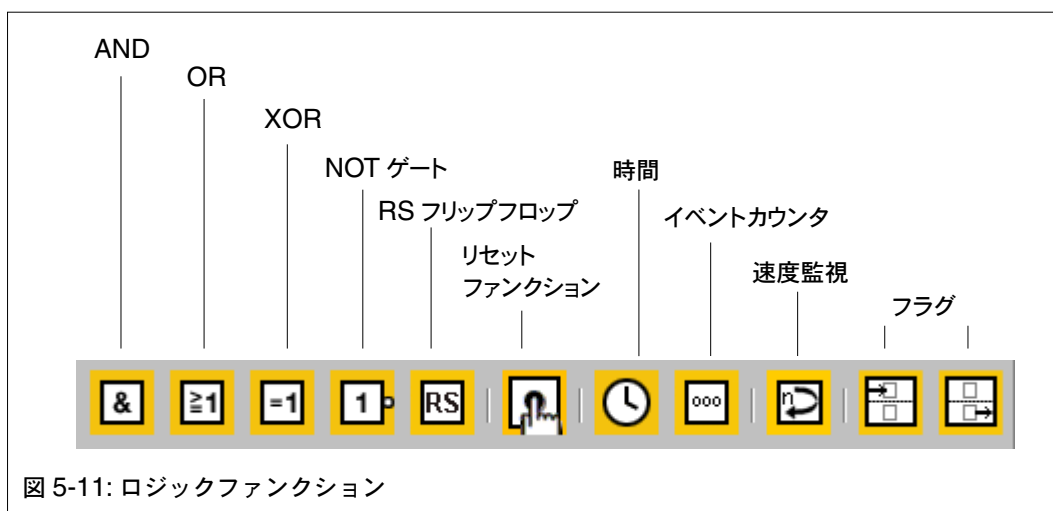 AND
OR
XOR
NOT ゲート
時間
RS フリップフロップ
イベントカウンタ
リセット
ファンクション
速度監視
フラグ
&
≧1
=1
1
RS
000
n
図 5-11: ロジックファンクション